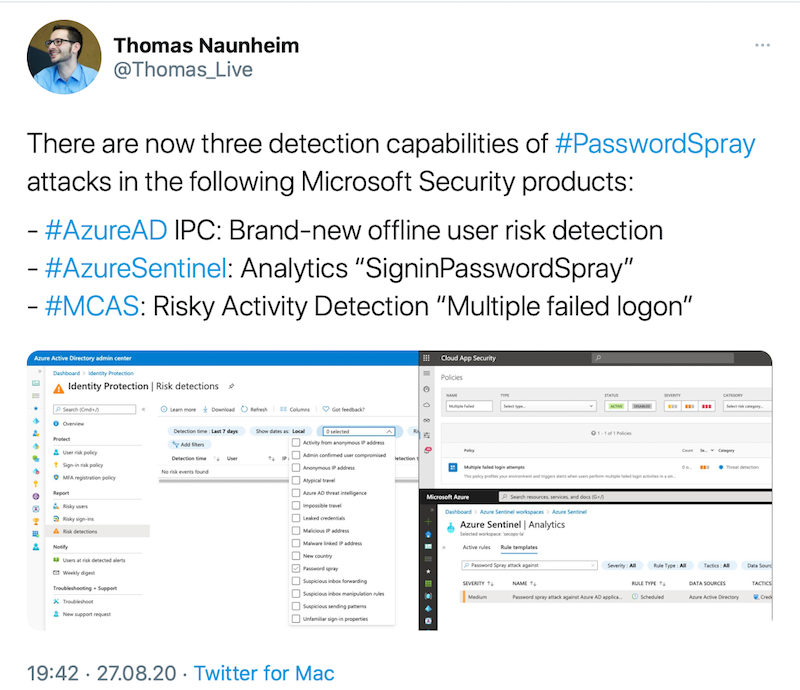 Thomas Naunheim
@Thomas_Live
There are now three detection capabilities of #PasswordSpray
attacks in the following Microsoft Security products:
- #AzureAD IPC: Brand-new offline user risk detection
- #AzureSentinel: Analytics “SigninPasswordSpray”
- #MCAS: Risky Activity Detection “Multiple failed logon”
Azure Active Directory admin center
Dashboard > Identity Protection
Identity Protection | Risk detections
Search (Cmd+/)
Learn more Download Refresh Columns Got feedback?
Overview
Protect
User risk policy
Sign-in risk policy
MFA registration policy
Report
Risky users
Risky sign-ins
Risk detections
Notify
Users at risk detected alerts
Weekly digest
Troubleshooting + Support
Troubleshoot
New support request
Detection time : Last 7 days Show dates as: Local 0 selected
Add filters
Detection time User IP Detection t
No risk events found
Activity from anonymous IP address
Admin confirmed user compromised
Anonymous IP address
Atypical travel
Azure AD threat intelligence
Impossible travel
Leaked credentials
Malicious IP address
Malware linked IP address
New country
Password spray
Suspicious inbox forwarding
Suspicious inbox manipulation rules
Suspicious sending patterns
Unfamiliar sign-in properties
Cloud App Security
Policies
NAME TYPE STATUS SEVERITY CATEGORY
Multiple failed Select type... ACTIVE DISABLED Select risk category...
1 - 1 of 1 Policies
Policy Count Se... Category
Multiple failed login attempts 0 o... Threat detection
This policy profiles your environment and triggers alerts when users perform multiple failed login activities in a
Microsoft Azure Search resources, services, and docs (G+/)
Dashboard > Azure Sentinel workspaces > Azure Sentinel
Azure Sentinel | Analytics
Selected workspace:
Active rules Rule templates
Password Spray attack against Severity : All Rule Type : All Tactics : All Data Sourc
SEVERITY NAME RULE TYPE DATA SOURCES TACTICS
Medium Password spray attack against Azure AD applica... Scheduled Azure Active Directory Cred
19:42 · 27.08.20 · Twitter for Mac